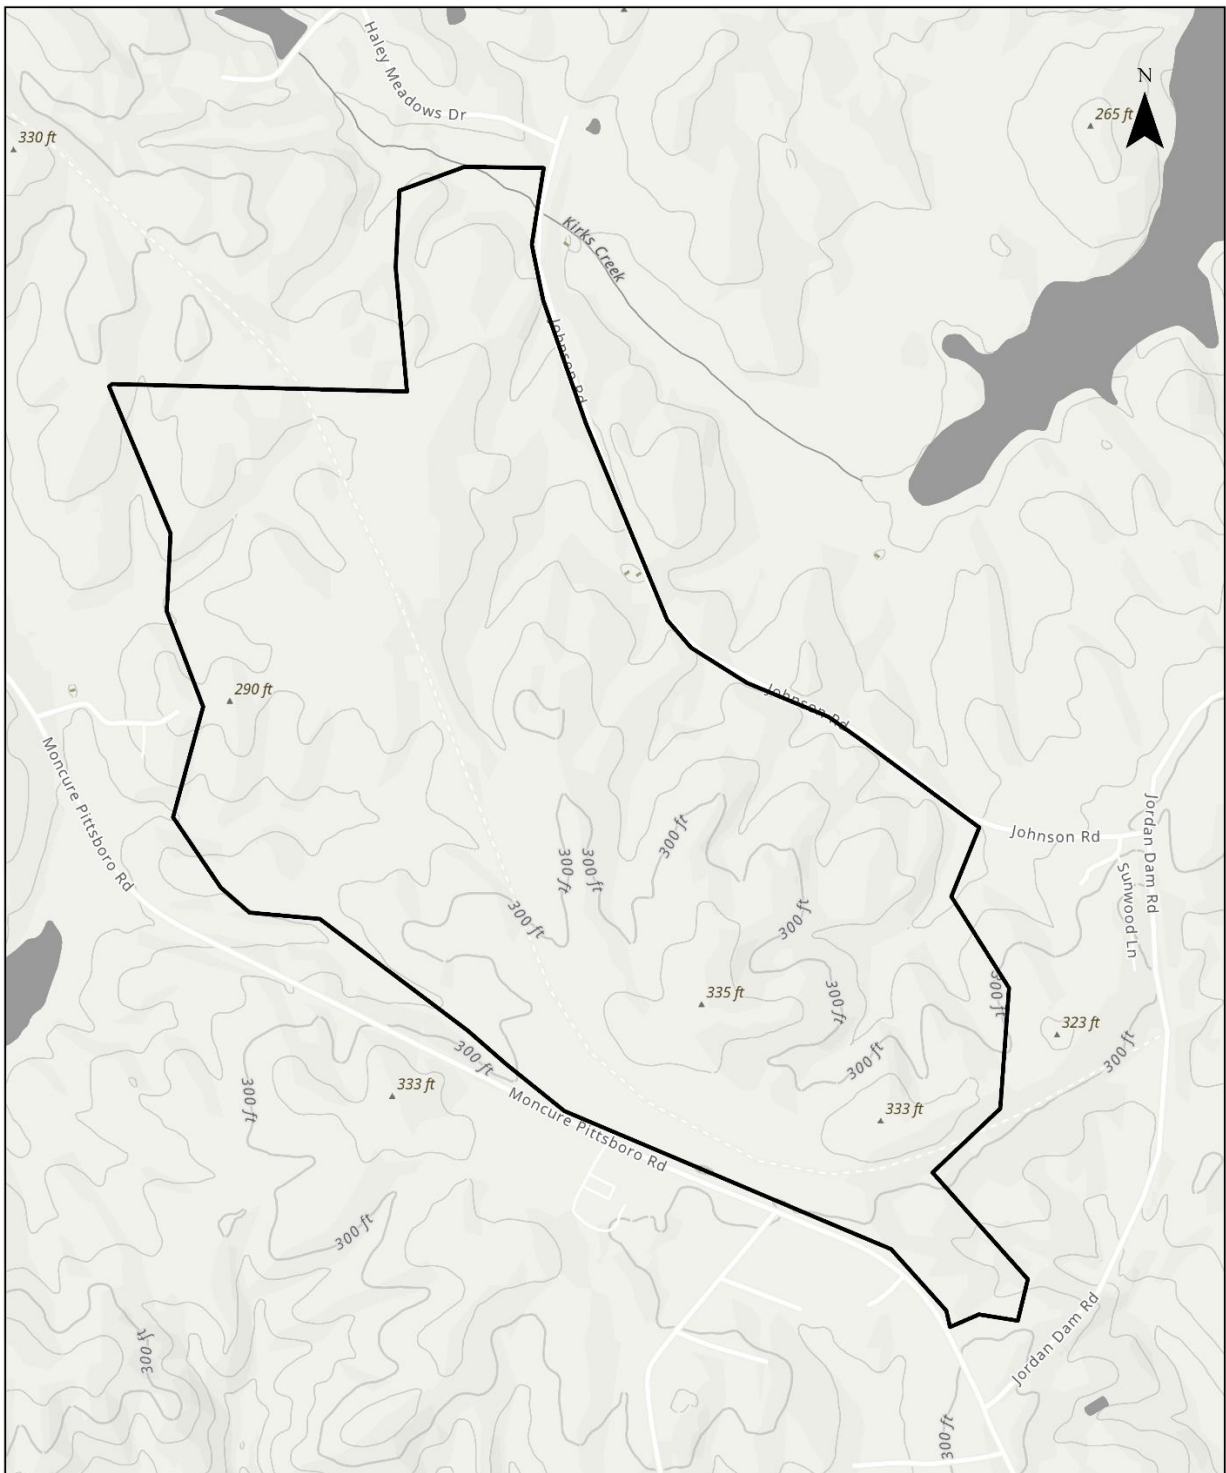 Haley Meadows Dr
N
265 ft
330 ft
Kirks Creek
Johnson Rd
290 ft
Johnson Rd
Moncure Pittsboro Rd
Johnson Rd
Jordan Dam Rd
Sunwood Ln
300 ft
300 ft
300 ft
300 ft
300 ft
335 ft
300 ft
300 ft
323 ft
300 ft
300 ft
300 ft
333 ft
300 ft
333 ft
Moncure Pittsboro Rd
300 ft
300 ft
Jordan Dam Rd
300 ft